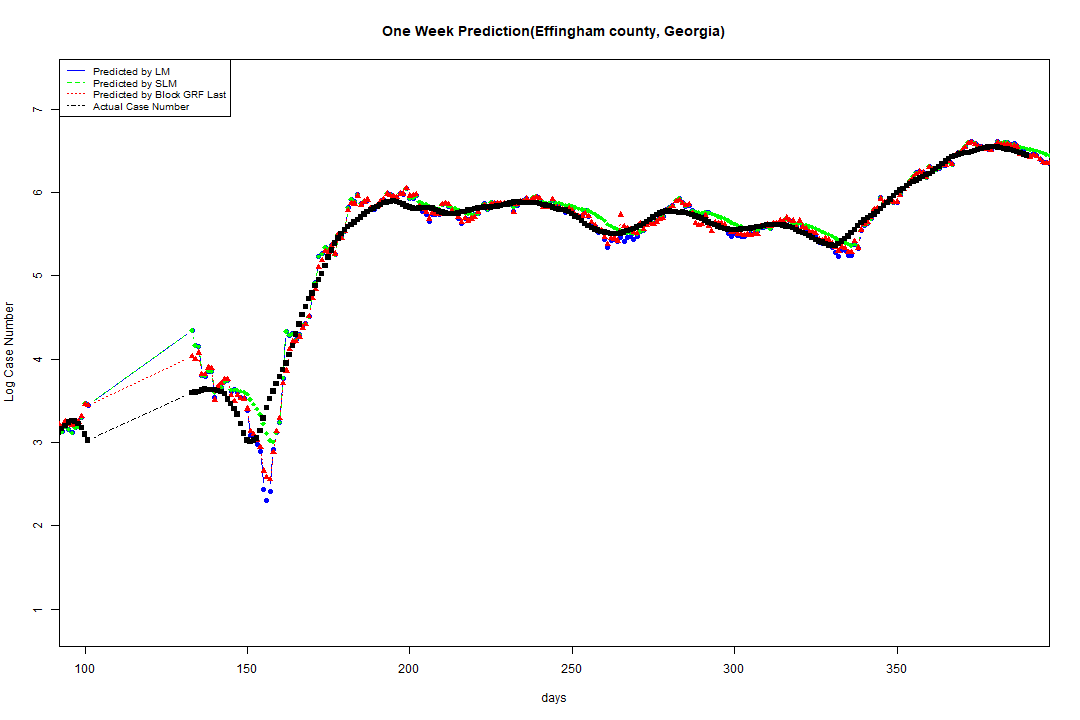 One Week Prediction(Effingham county, Georgia)
Predicted by LM
Predicted by SLM
Predicted by Block GRF Last
Actual Case Number
7
6
5
4
3
2
1
Log Case Number
100 150 200 250 300 350
days